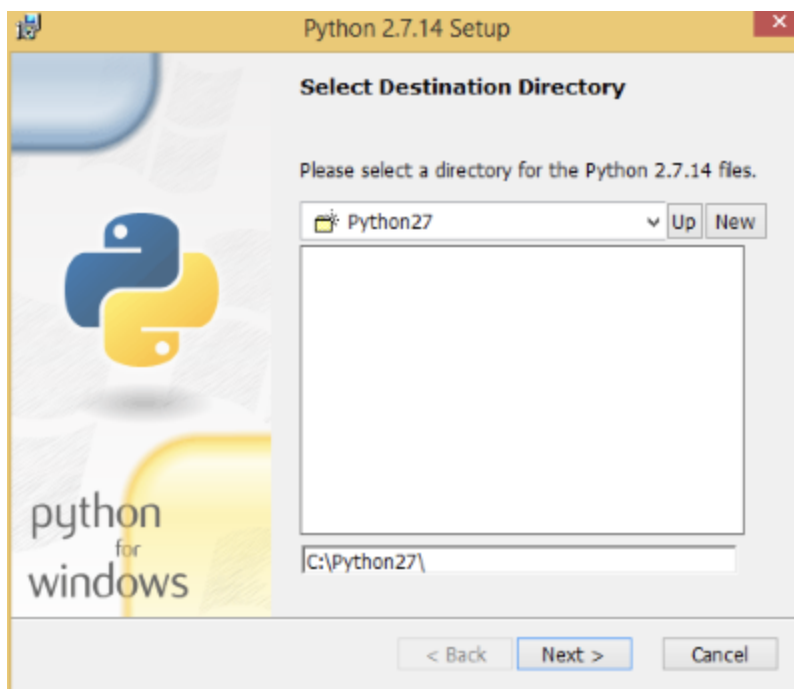 Python 2.7.14 Setup
Select Destination Directory
Please select a directory for the Python 2.7.14 files.
Python27
Up
New
C:\Python27\
python
for
windows
< Back
Next >
Cancel